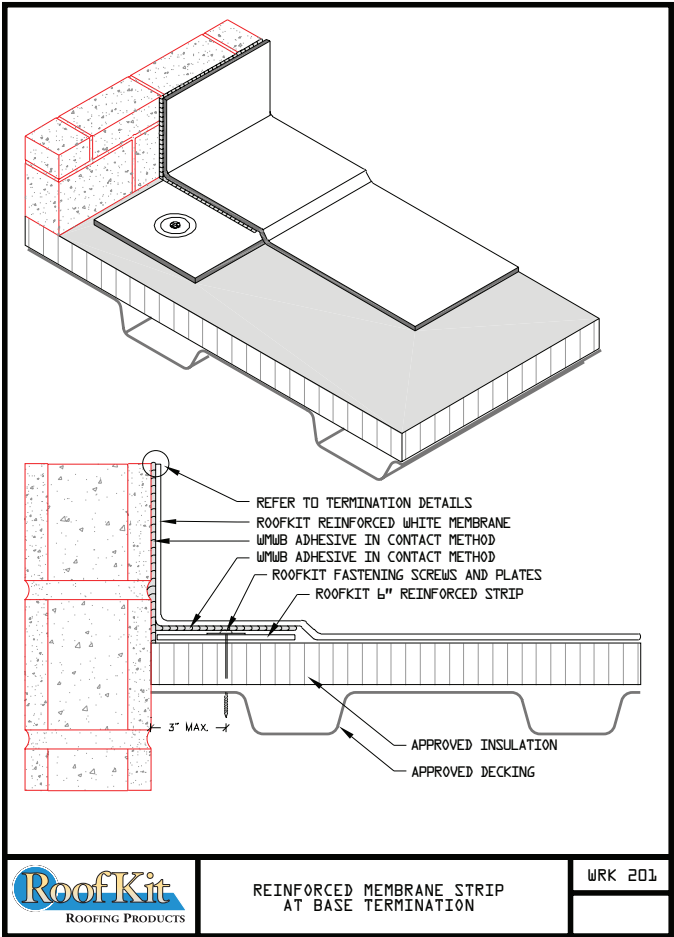 REFER TO TERMINATION DETAILS
ROOFKIT REINFORCED WHITE MEMBRANE
WMWB ADHESIVE IN CONTACT METHOD
WMWB ADHESIVE IN CONTACT METHOD
ROOFKIT FASTENING SCREWS AND PLATES
ROOFKIT 6" REINFORCED STRIP
3" MAX.
APPROVED INSULATION
APPROVED DECKING
RoofKit
ROOFING PRODUCTS
REINFORCED MEMBRANE STRIP
AT BASE TERMINATION
WRK 201